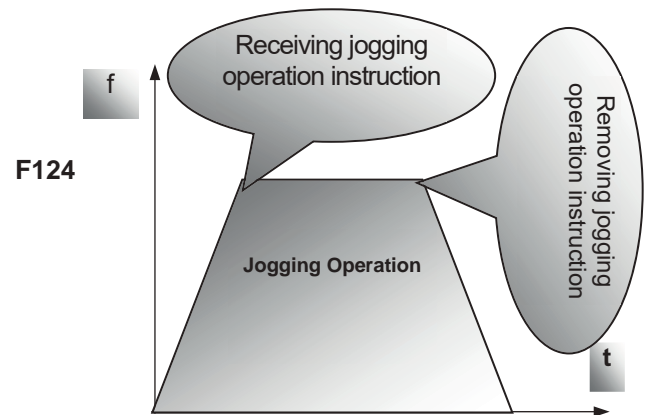 Receiving jogging
operation instruction
f
Removing jogging
operation instruction
F124
Jogging Operation
t